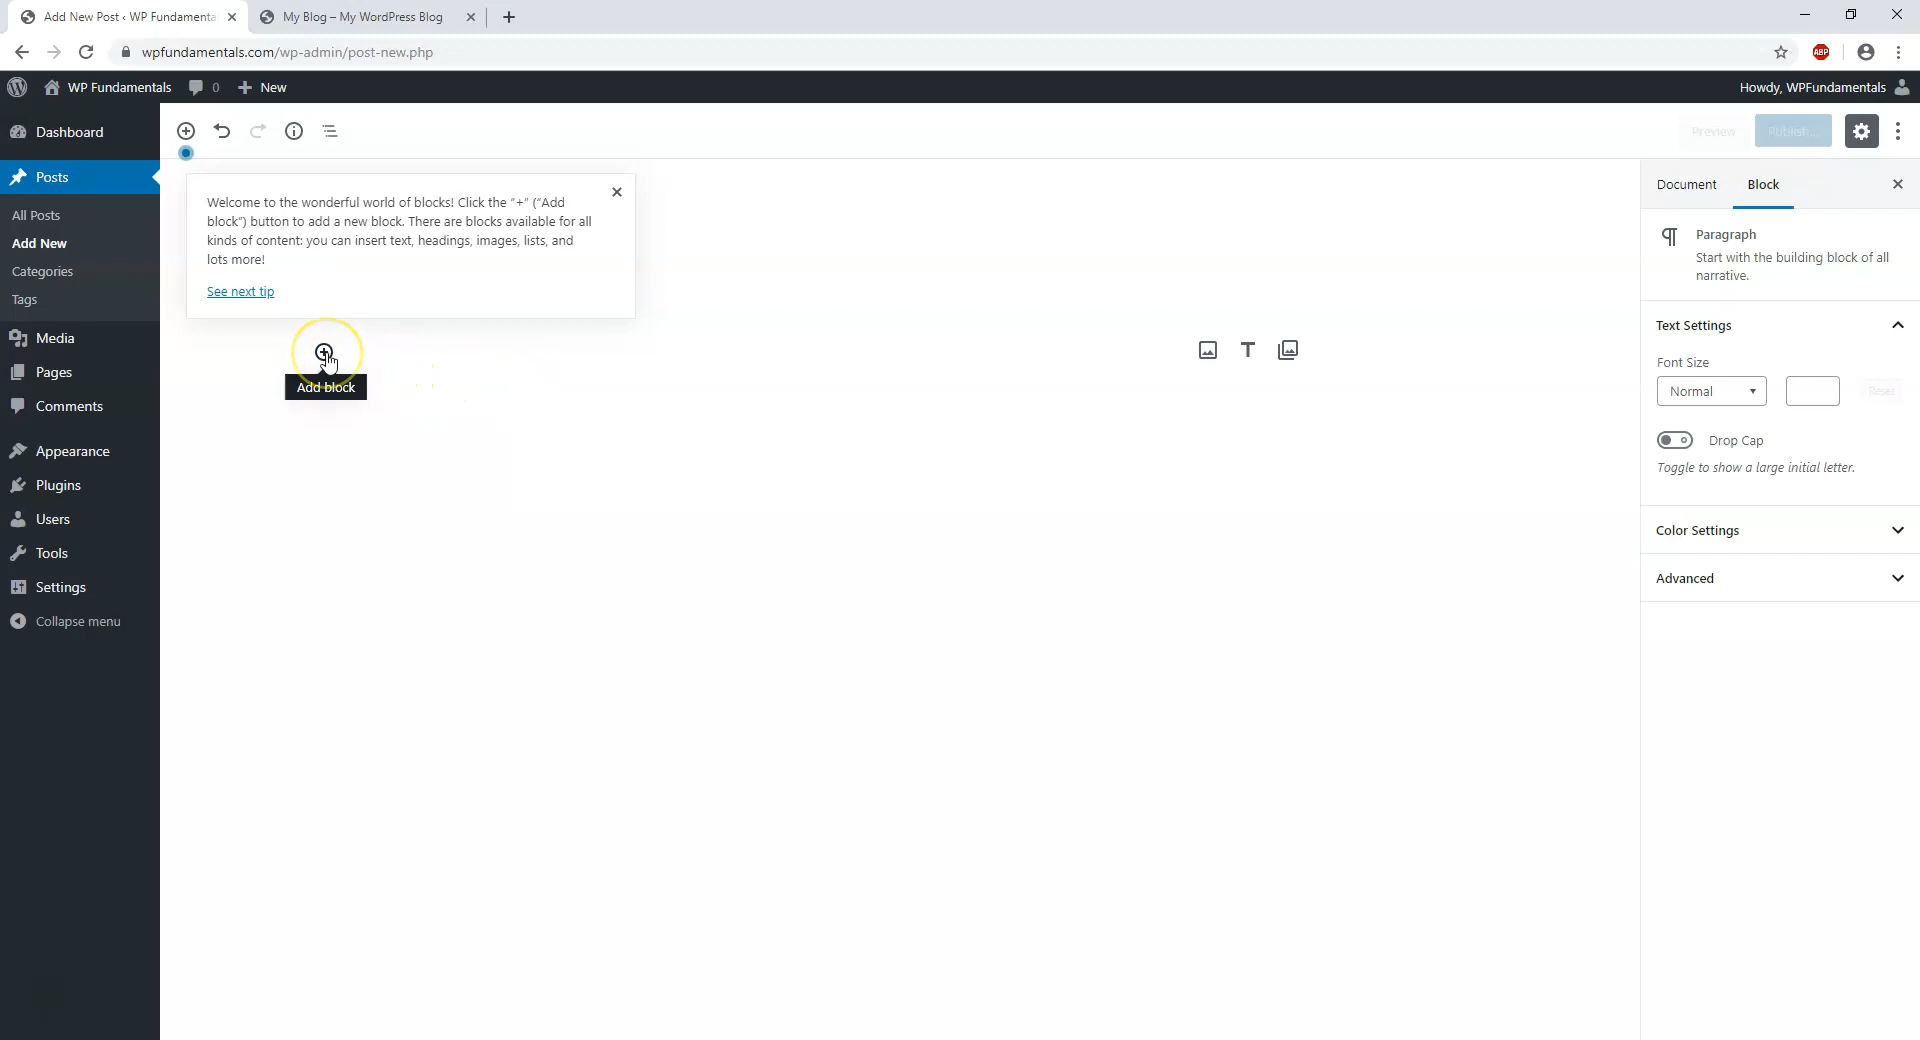 Add New Post ‹ WP Fundamenta
My Blog – My WordPress Blog
wpfundamentals.com/wp-admin/post-new.php
ABP
WP Fundamentals
0
New
Howdy, WPFundamentals
Dashboard
Posts
All Posts
Add New
Categories
Tags
Media
Pages
Comments
Appearance
Plugins
Users
Tools
Settings
Collapse menu
Preview
Publish...
Welcome to the wonderful world of blocks! Click the “+” (“Add
block”) button to add a new block. There are blocks available for all
kinds of content: you can insert text, headings, images, lists, and
lots more!
See next tip
Add block
Document
Block
Paragraph
Start with the building block of all
narrative.
Text Settings
Font Size
Normal
Reset
Drop Cap
Toggle to show a large initial letter.
Color Settings
Advanced